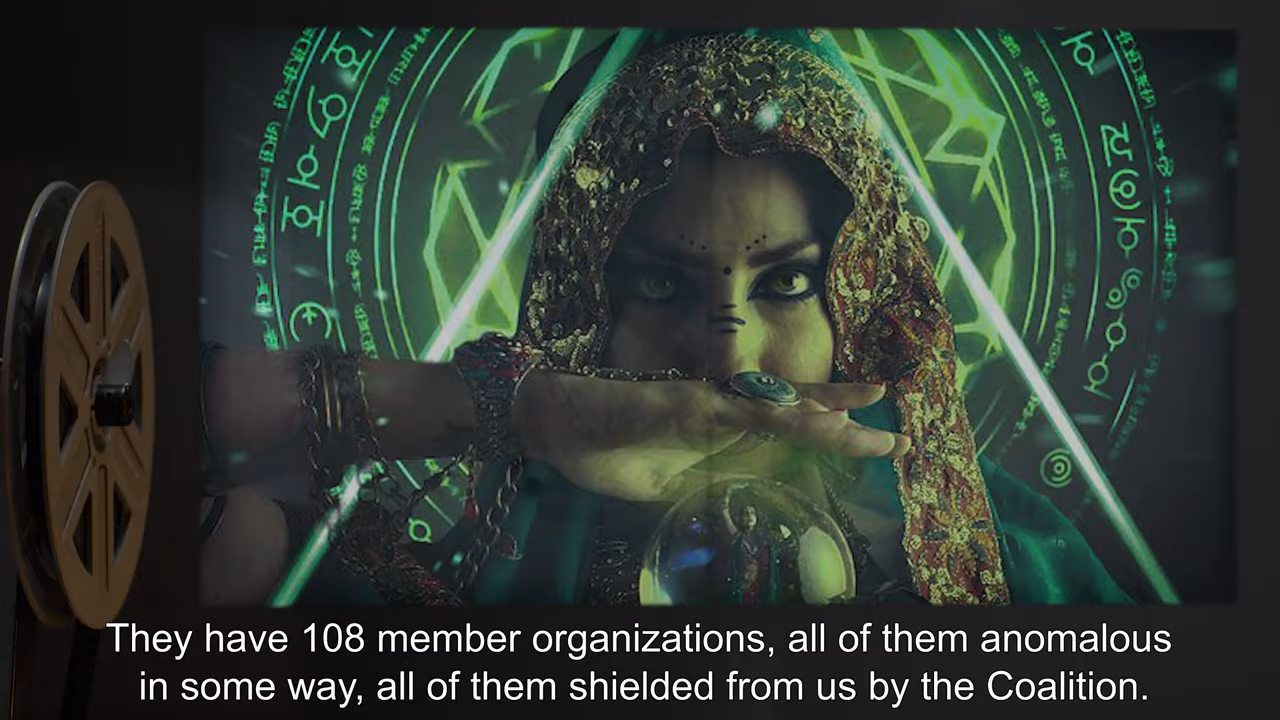 They have 108 member organizations, all of them anomalous
in some way, all of them shielded from us by the Coalition.